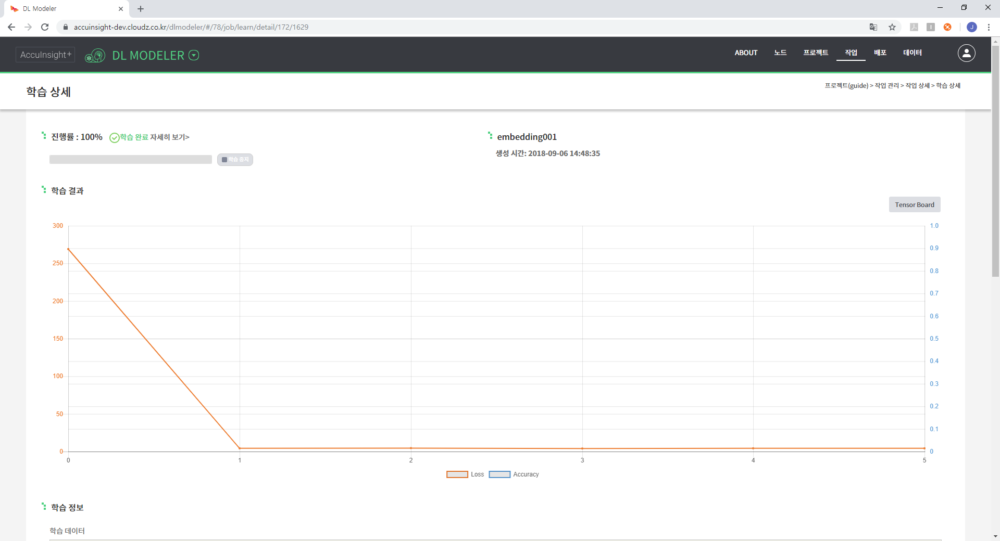 DL Modeler
accuinsight-dev.cloudz.co.kr/dlmodeler/#/78/job/learn/detail/172/1629
J
AccuInsight+ DL MODELER ABOUT 노드 프로젝트 작업 배포 데이터
학습 상세
프로젝트(guide) > 작업 관리 > 작업 상세 > 학습 상세
진행률 : 100% 학습 완료 자세히 보기>
학습 중지
embedding001
생성 시간: 2018-09-06 14:48:35
학습 결과
Tensor Board
300
250
200
150
100
50
0
1.0
0.9
0.8
0.7
0.6
0.5
0.4
0.3
0.2
0.1
0
0 1 2 3 4 5
Loss Accuracy
학습 정보
학습 데이터